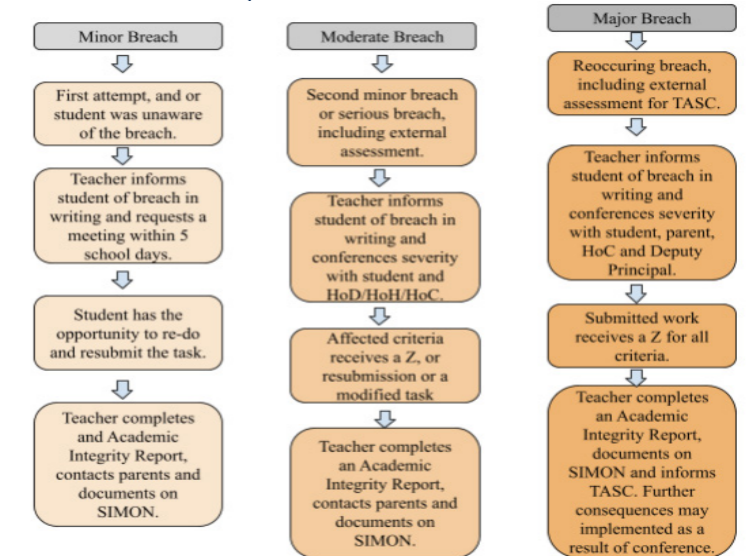 Minor Breach
First attempt, and or
student was unaware
of the breach.
Teacher informs
student of breach in
writing and requests a
meeting within 5
school days.
Student has the
opportunity to re-do
and resubmit the task.
Teacher completes
and Academic
Integrity Report,
contacts parents and
documents on
SIMON.
Moderate Breach
Second minor breach
or serious breach,
including external
assessment.
Teacher informs
student of breach in
writing and
conferences severity
with student and
HoD/HoH/HoC.
Affected criteria
receives a Z, or
resubmission or a
modified task
Teacher completes
an Academic
Integrity Report,
contacts parents and
documents on
SIMON.
Major Breach
Reoccuring breach,
including external
assessment for TASC.
Teacher informs
student of breach in
writing and
conferences severity
with student, parent,
HoC and Deputy
Principal.
Submitted work
receives a Z for all
criteria.
Teacher completes
an Academic
Integrity Report,
documents on
SIMON and informs
TASC. Further
consequences may
implemented as a
result of conference.